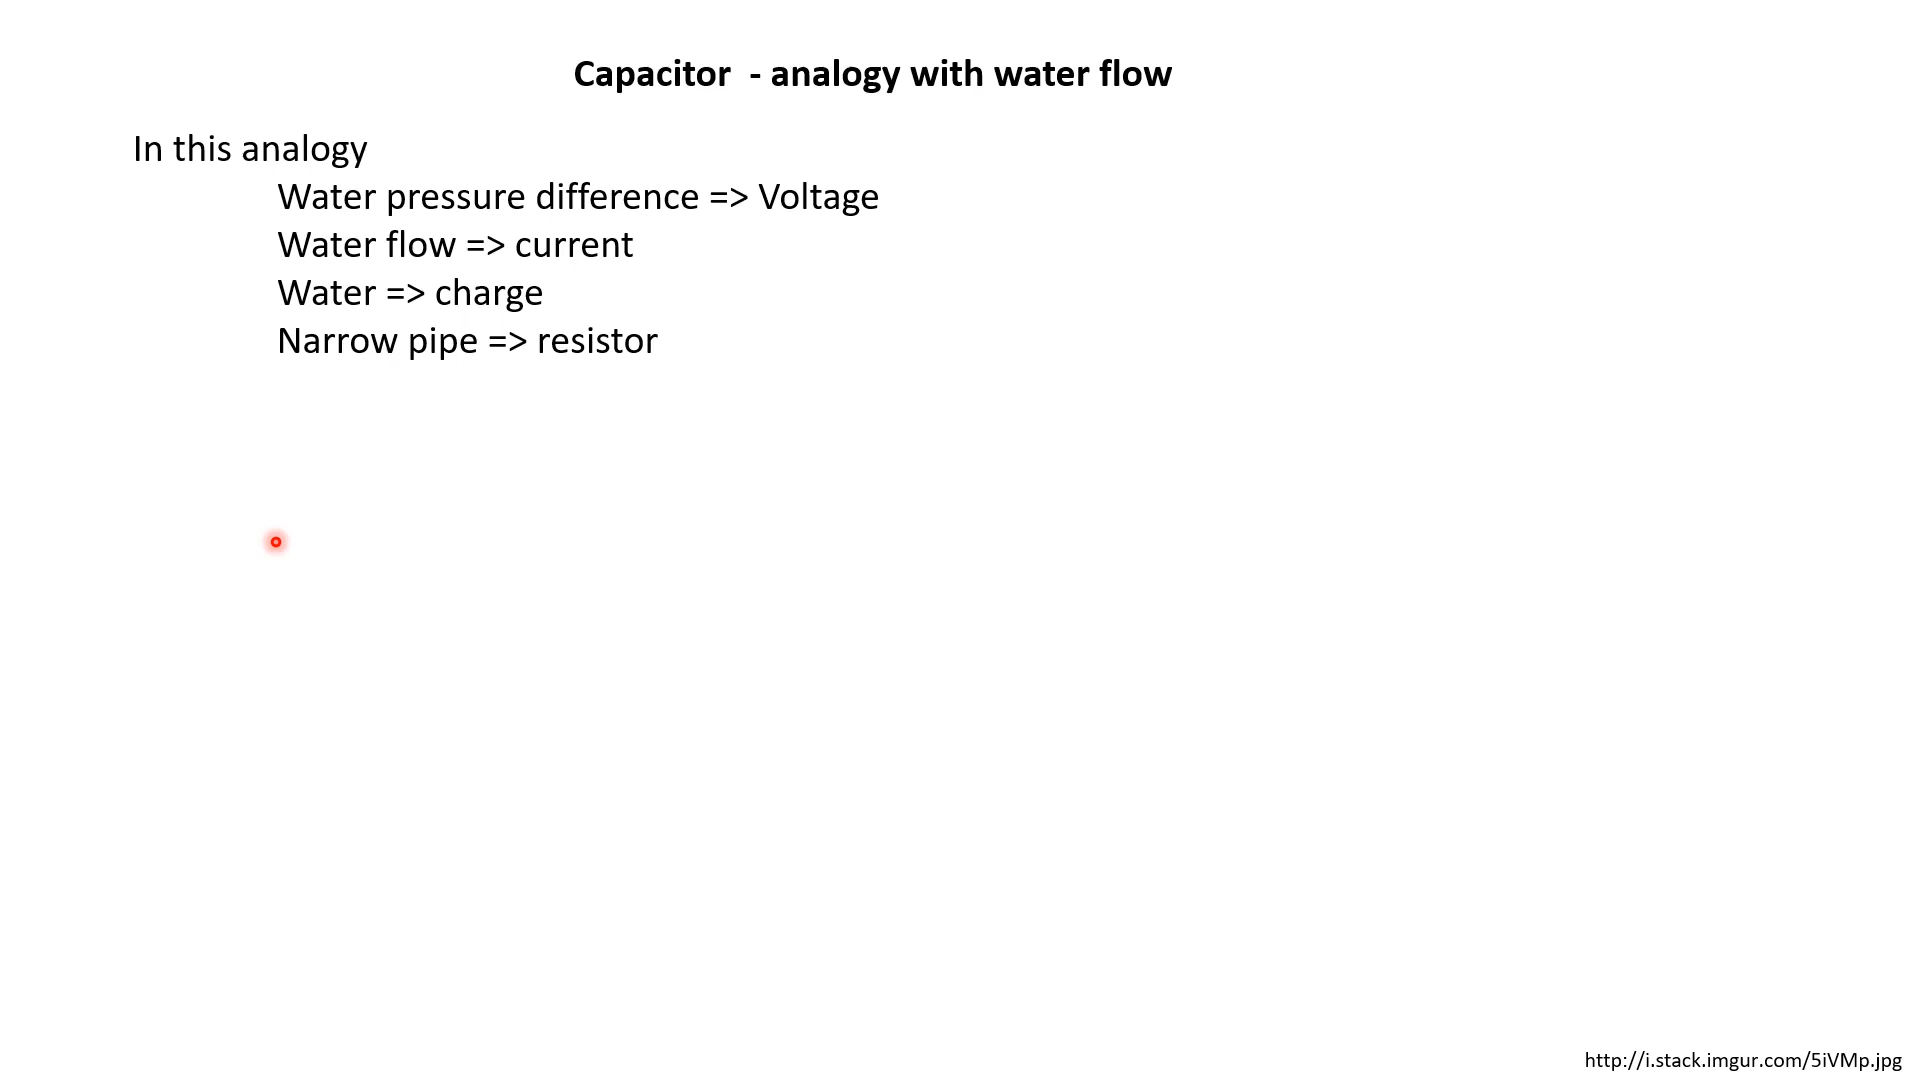 Capacitor  - analogy with water flow
In this analogy
Water pressure difference => Voltage
Water flow => current
Water => charge
Narrow pipe => resistor
http://i.stack.imgur.com/5iVMp.jpg